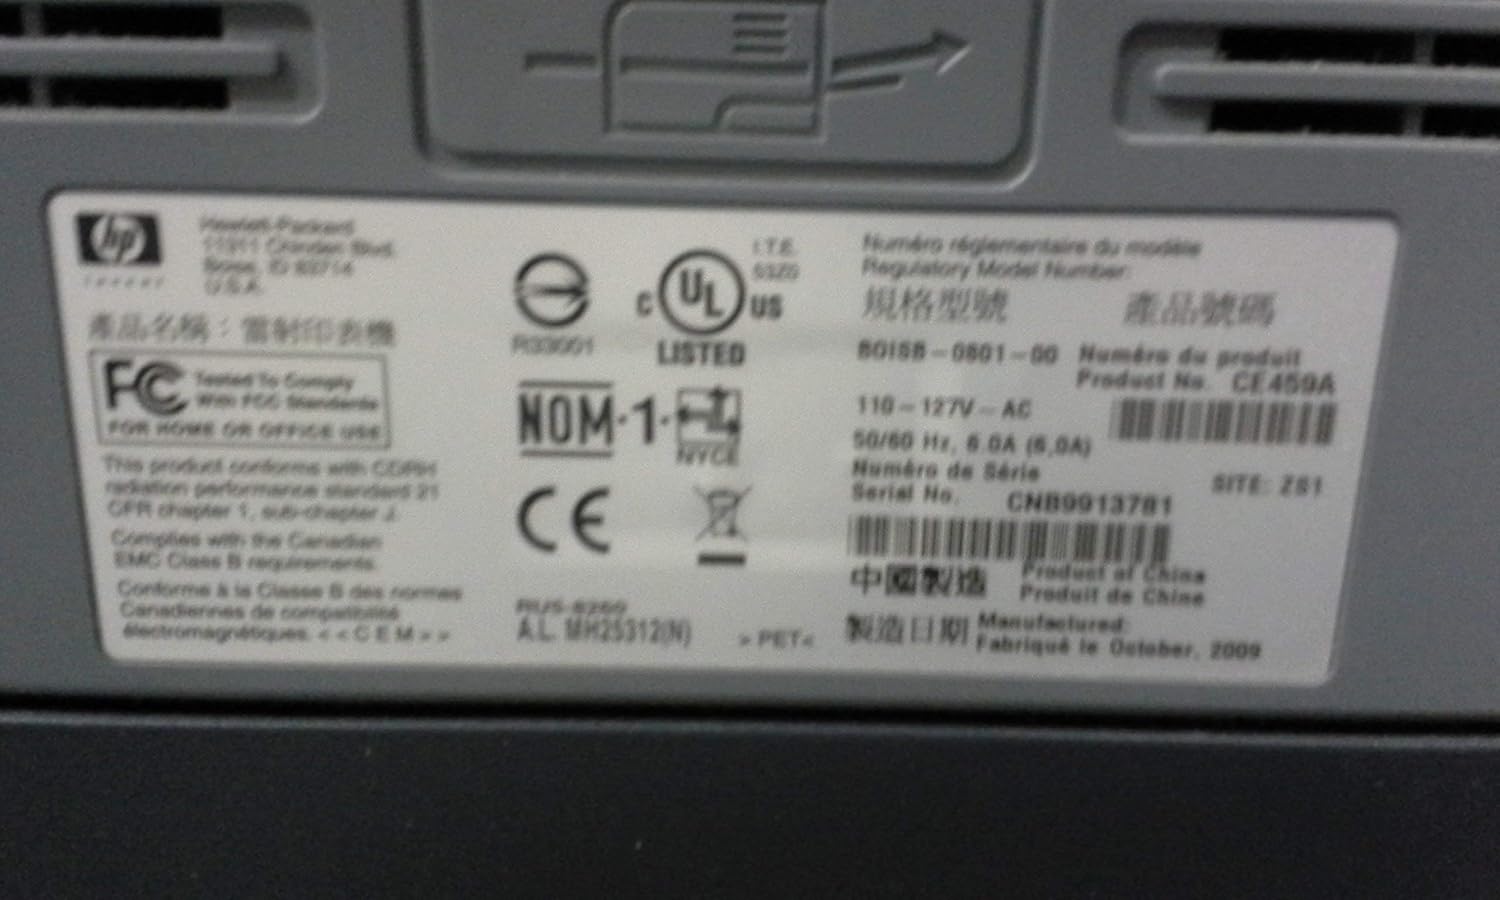 hp
invent
Hewlett-Packard
11311 Chinden Blvd.
Boise, ID 83714
U.S.A.
產品名稱：雷射印表機
FC Tested To Comply
With FCC Standards
FOR HOME OR OFFICE USE
This product conforms with CDRH
radiation performance standard 21
CFR chapter 1, sub-chapter J.
Complies with the Canadian
EMC Class B requirements.
Conforme à la Classe B des normes
Canadiennes de compatibilité
électromagnétiques. <<C E M>>
R33001
C UL US
LISTED
I.T.E.
NOM-1-
NYCE
CE
A.L. MH25312(N)
>PET<
Numéro réglementaire du modèle
Regulatory Model Number:
規格型號 產品號碼
BOISB-0801-00
Numéro du produit
Product No. CE459A
110-127V-AC
50/60 Hz, 6.0A (6,0A)
Numéro de Série
Serial No. CNB9913781
SITE: ZS1
中國製造
Product of China
Produit de Chine
製造日期
Manufactured:
Fabriqué le October, 2009